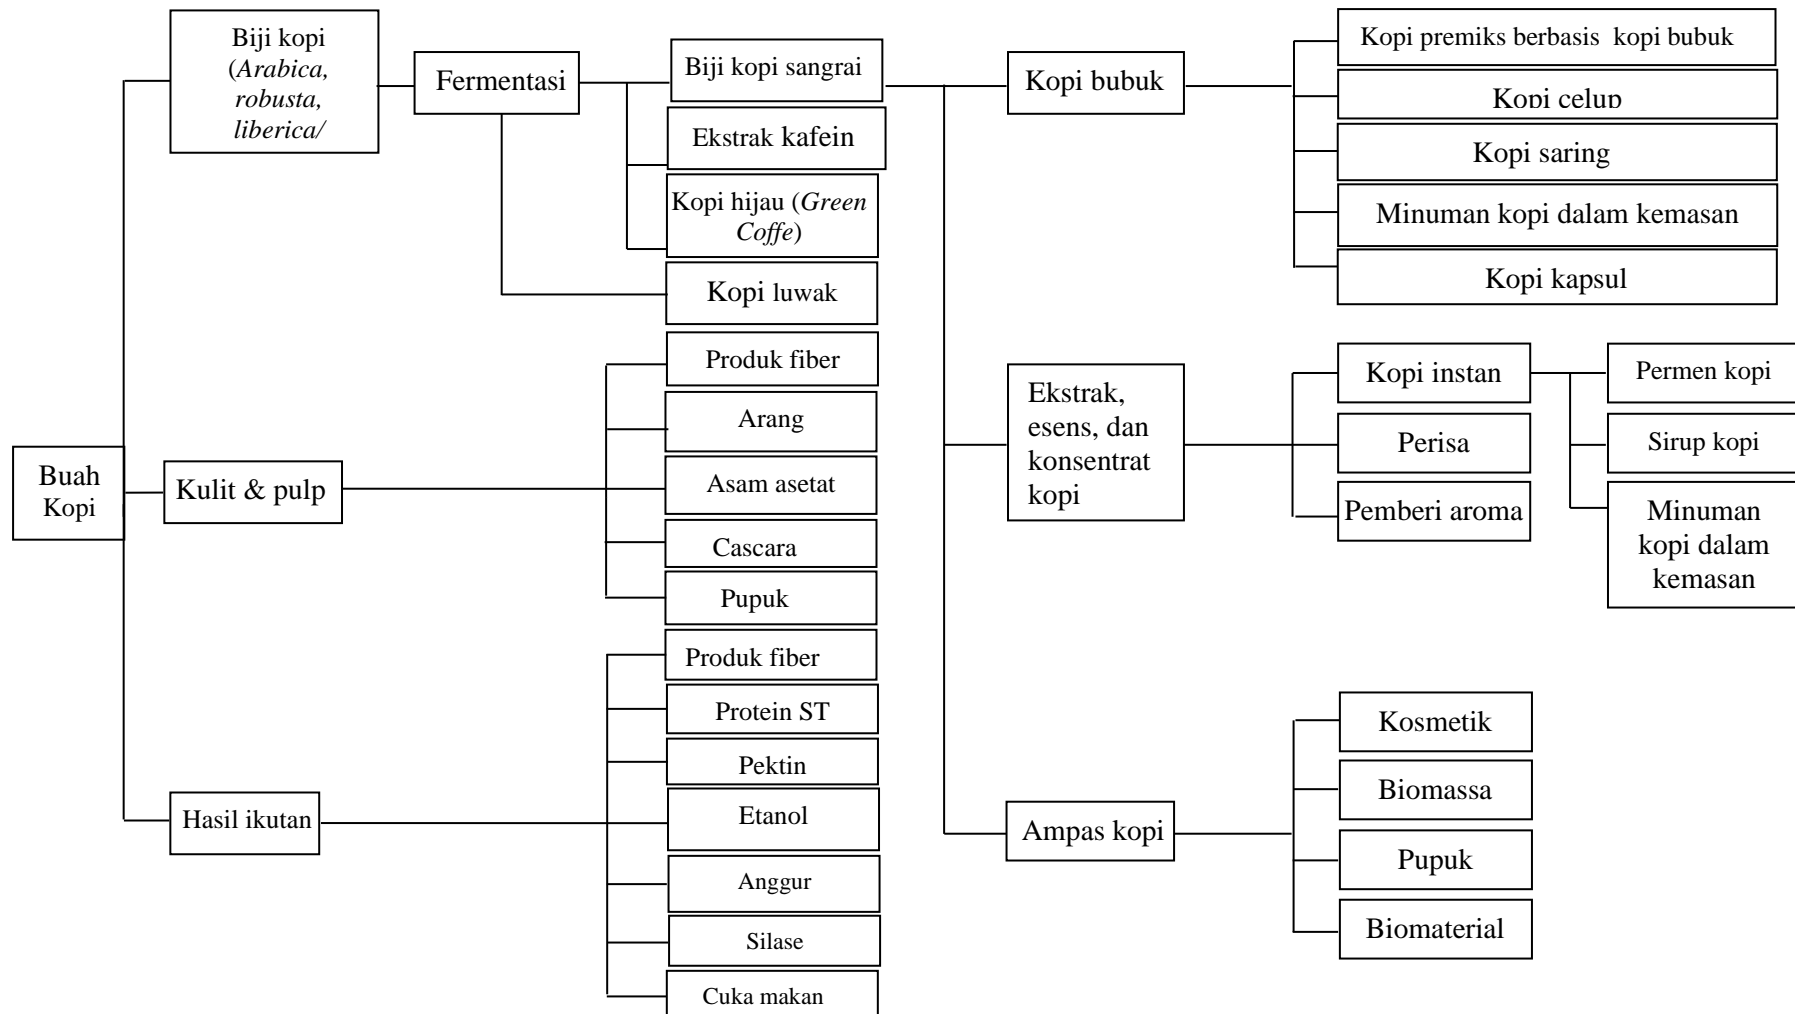 Buah
Kopi
Biji kopi
(Arabica,
robusta,
liberica/
Fermentasi
Biji kopi sangrai
Ekstrak kafein
Kopi hijau (Green
Coffe)
Kopi luwak
Kopi bubuk
Kopi premiks berbasis  kopi bubuk
Kopi celup
Kopi saring
Minuman kopi dalam kemasan
Kopi kapsul
Ekstrak,
esens, dan
konsentrat
kopi
Kopi instan
Perisa
Pemberi aroma
Permen kopi
Sirup kopi
Minuman
kopi dalam
kemasan
Ampas kopi
Kosmetik
Biomassa
Pupuk
Biomaterial
Kulit & pulp
Produk fiber
Arang
Asam asetat
Cascara
Pupuk
Hasil ikutan
Produk fiber
Protein ST
Pektin
Etanol
Anggur
Silase
Cuka makan